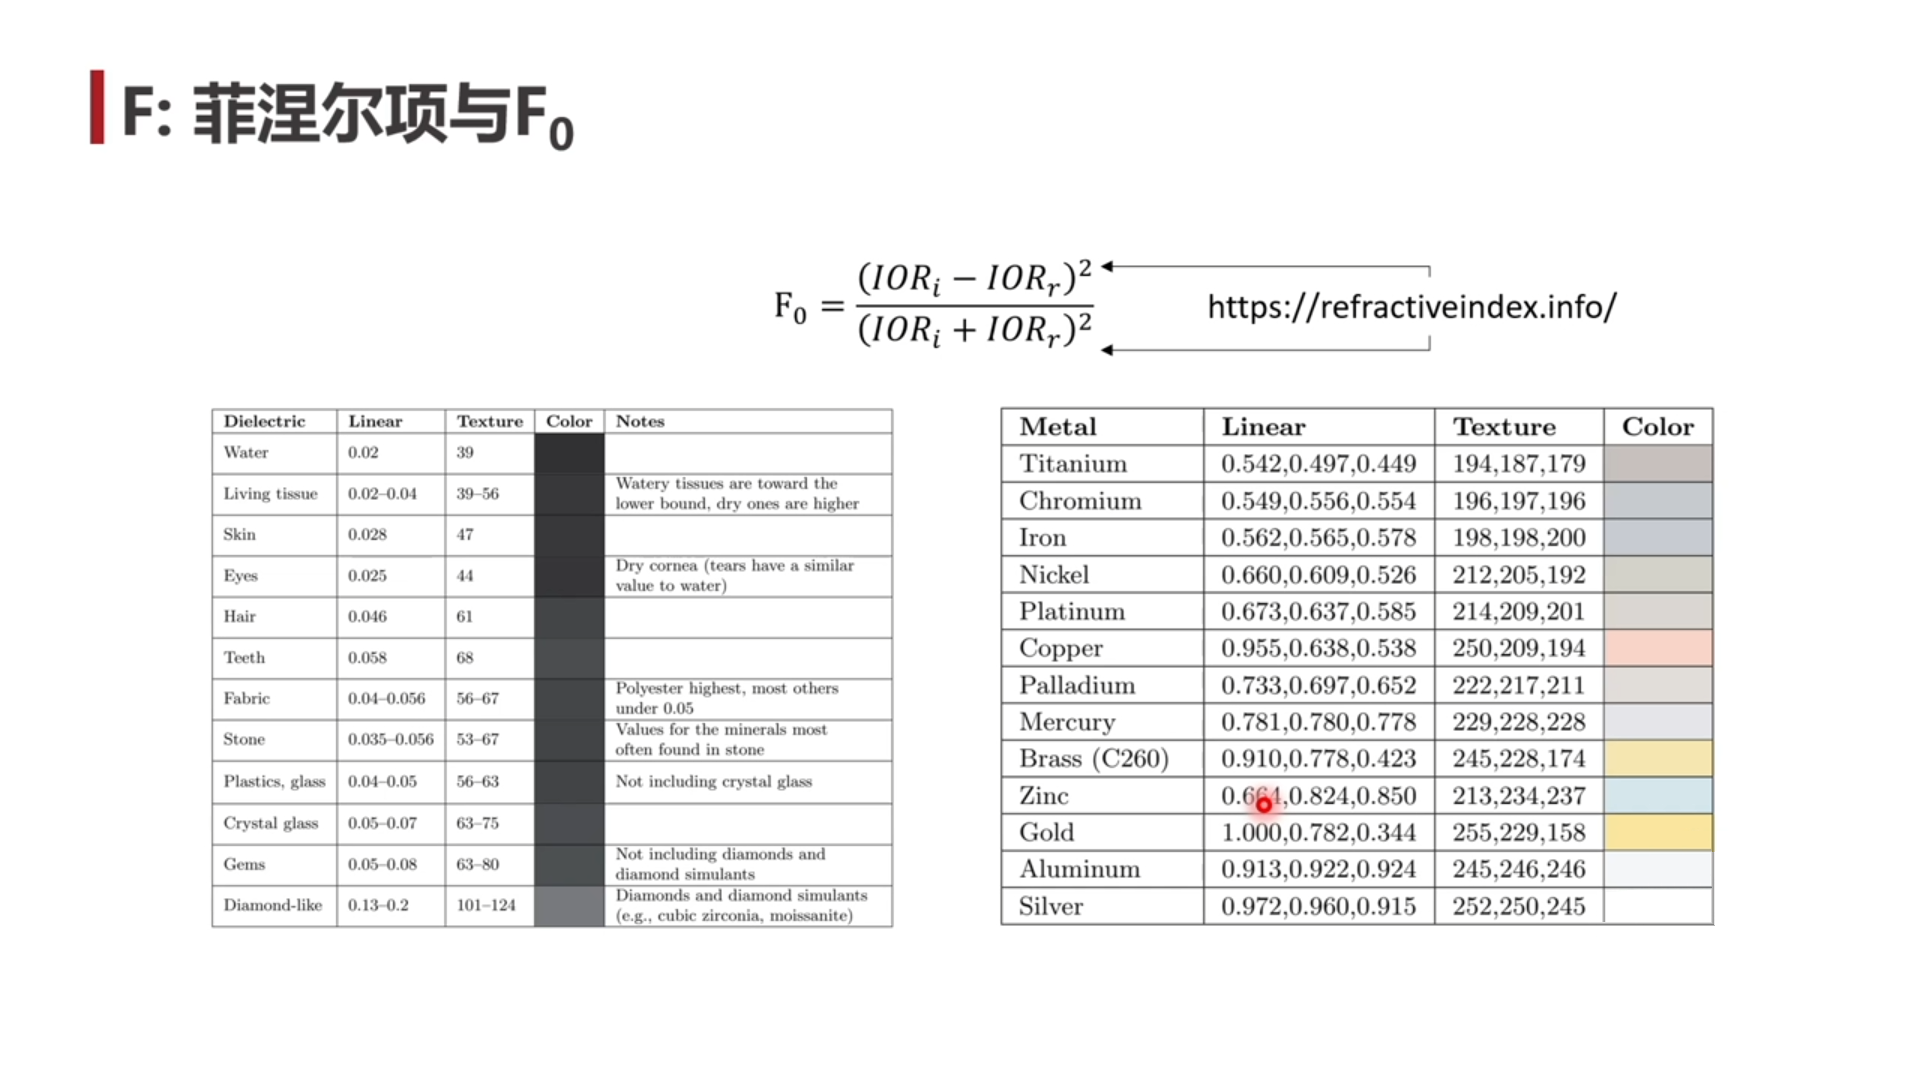 F: 菲涅尔项与F₀
F₀ = (IORᵢ − IORᵣ)² / (IORᵢ + IORᵣ)²
https://refractiveindex.info/
Dielectric Linear Texture Color Notes
Water 0.02 39
Living tissue 0.02–0.04 39–56 Watery tissues are toward the
lower bound, dry ones are higher
Skin 0.028 47
Eyes 0.025 44 Dry cornea (tears have a similar
value to water)
Hair 0.046 61
Teeth 0.058 68
Fabric 0.04–0.056 56–67 Polyester highest, most others
under 0.05
Stone 0.035–0.056 53–67 Values for the minerals most
often found in stone
Plastics, glass 0.04–0.05 56–63 Not including crystal glass
Crystal glass 0.05–0.07 63–75
Gems 0.05–0.08 63–80 Not including diamonds and
diamond simulants
Diamond-like 0.13–0.2 101–124 Diamonds and diamond simulants
(e.g., cubic zirconia, moissanite)
Metal Linear Texture Color
Titanium 0.542,0.497,0.449 194,187,179
Chromium 0.549,0.556,0.554 196,197,196
Iron 0.562,0.565,0.578 198,198,200
Nickel 0.660,0.609,0.526 212,205,192
Platinum 0.673,0.637,0.585 214,209,201
Copper 0.955,0.638,0.538 250,209,194
Palladium 0.733,0.697,0.652 222,217,211
Mercury 0.781,0.780,0.778 229,228,228
Brass (C260) 0.910,0.778,0.423 245,228,174
Zinc 0.664,0.824,0.850 213,234,237
Gold 1.000,0.782,0.344 255,229,158
Aluminum 0.913,0.922,0.924 245,246,246
Silver 0.972,0.960,0.915 252,250,245